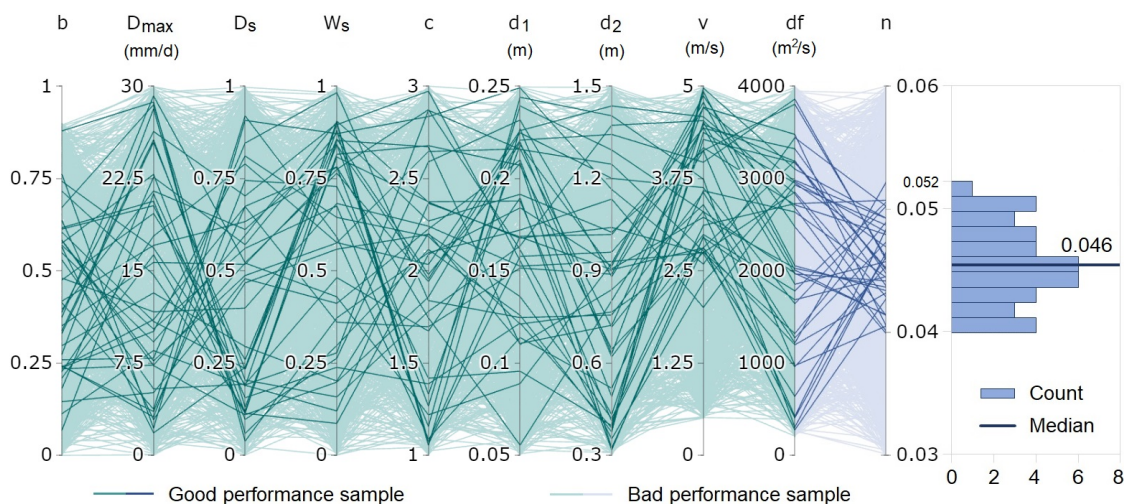 b D_max D_s W_s c d_1 d_2 v df n
(mm/d) (m) (m) (m/s) (m²/s)
1 30 1 1 3 0.25 1.5 5 4000 0.06
0.75 22.5 0.75 0.75 2.5 0.2 1.2 3.75 3000 0.052
0.05
0.046
0.5 15 0.5 0.5 2 0.15 0.9 2.5 2000
0.04
0.25 7.5 0.25 0.25 1.5 0.1 0.6 1.25 1000
Count
Median
0 0 0 0 1 0.05 0.3 0 0 0.03
0 2 4 6 8
Good performance sample Bad performance sample